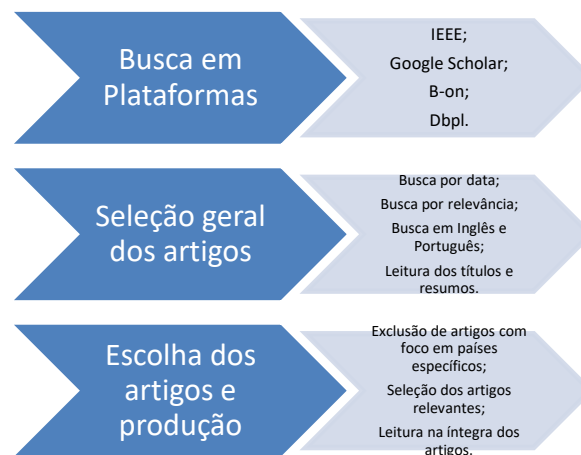 Busca em
Plataformas
IEEE;
Google Scholar;
B-on;
Dbpl.
Seleção geral
dos artigos
Busca por data;
Busca por relevância;
Busca em Inglês e
Português;
Leitura dos títulos e
resumos.
Escolha dos
artigos e
produção
Exclusão de artigos com
foco em países
específicos;
Seleção dos artigos
relevantes;
Leitura na íntegra dos
artigos.